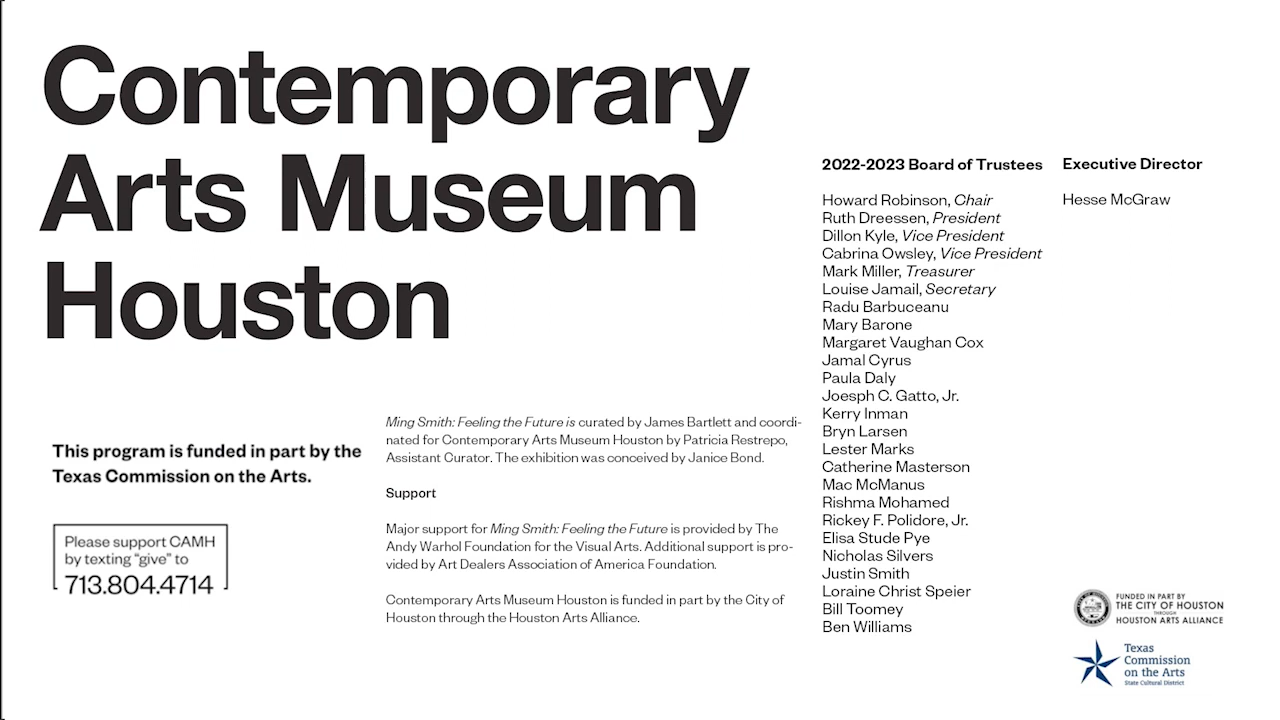 Contemporary
Arts Museum
Houston
This program is funded in part by the
Texas Commission on the Arts.
Please support CAMH
by texting “give” to
713.804.4714
Ming Smith: Feeling the Future is curated by James Bartlett and coordi-
nated for Contemporary Arts Museum Houston by Patricia Restrepo,
Assistant Curator. The exhibition was conceived by Janice Bond.
Support
Major support for Ming Smith: Feeling the Future is provided by The
Andy Warhol Foundation for the Visual Arts. Additional support is pro-
vided by Art Dealers Association of America Foundation.
Contemporary Arts Museum Houston is funded in part by the City of
Houston through the Houston Arts Alliance.
2022-2023 Board of Trustees
Howard Robinson, Chair
Ruth Dreessen, President
Dillon Kyle, Vice President
Cabrina Owsley, Vice President
Mark Miller, Treasurer
Louise Jamail, Secretary
Radu Barbuceanu
Mary Barone
Margaret Vaughan Cox
Jamal Cyrus
Paula Daly
Joesph C. Gatto, Jr.
Kerry Inman
Bryn Larsen
Lester Marks
Catherine Masterson
Mac McManus
Rishma Mohamed
Rickey F. Polidore, Jr.
Elisa Stude Pye
Nicholas Silvers
Justin Smith
Loraine Christ Speier
Bill Toomey
Ben Williams
Executive Director
Hesse McGraw
FUNDED IN PART BY
THE CITY OF HOUSTON
THROUGH
HOUSTON ARTS ALLIANCE
Texas
Commission
on the Arts
State Cultural District